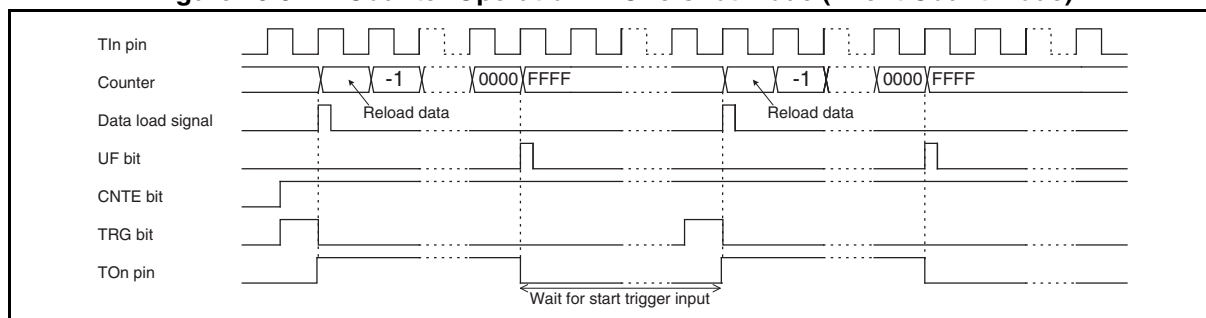 TIn pin
Counter
-1
0000
FFFF
-1
0000
FFFF
Reload data
Reload data
Data load signal
UF bit
CNTE bit
TRG bit
TOn pin
Wait for start trigger input